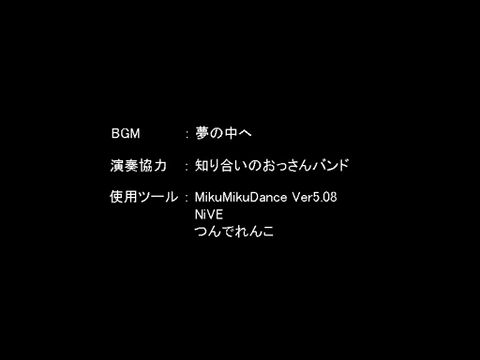 BGM : 夢の中へ
演奏協力 : 知り合いのおっさんバンド
使用ツール : MikuMikuDance Ver5.08
NiVE
つんでれんこ